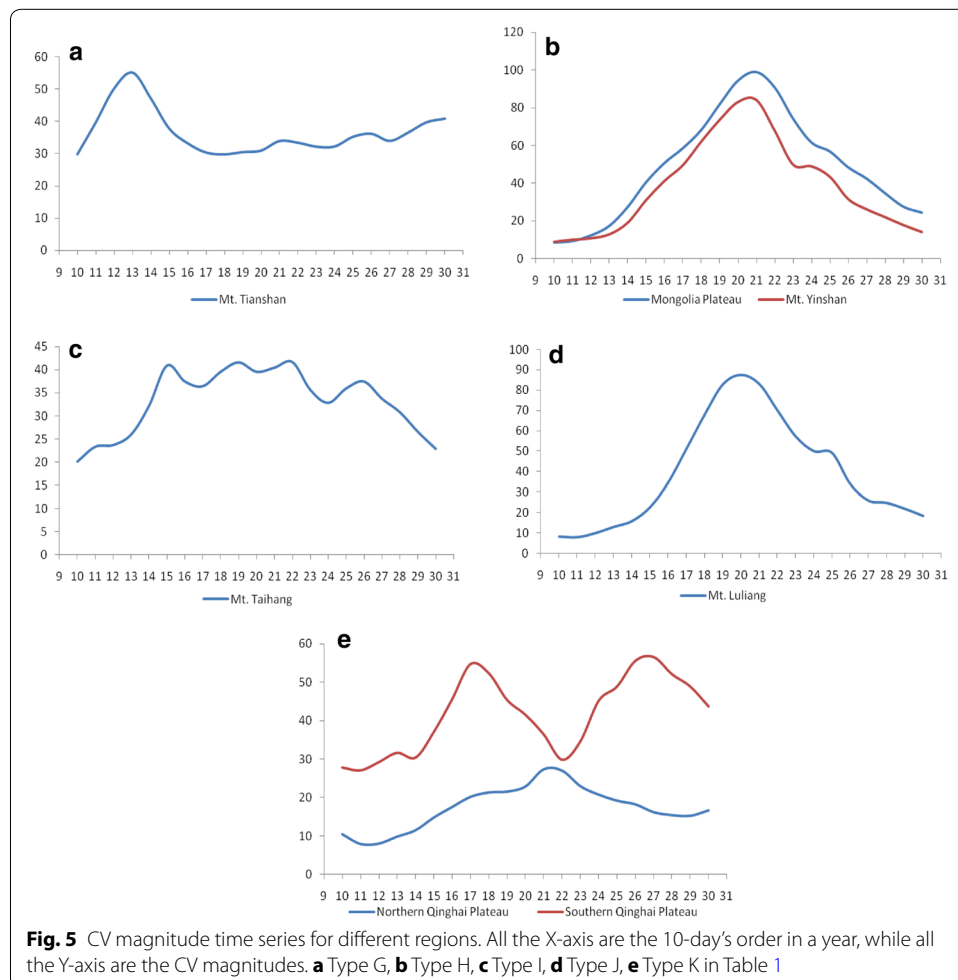 a
60
50
40
30
20
10
0
9 10 11 12 13 14 15 16 17 18 19 20 21 22 23 24 25 26 27 28 29 30 31
Mt. Tianshan
b
120
100
80
60
40
20
0
9 10 11 12 13 14 15 16 17 18 19 20 21 22 23 24 25 26 27 28 29 30 31
Mongolia Plateau Mt. Yinshan
c
45
40
35
30
25
20
15
10
5
0
9 10 11 12 13 14 15 16 17 18 19 20 21 22 23 24 25 26 27 28 29 30 31
Mt. Taihang
d
100
90
80
70
60
50
40
30
20
10
0
9 10 11 12 13 14 15 16 17 18 19 20 21 22 23 24 25 26 27 28 29 30 31
Mt. Luliang
e
60
50
40
30
20
10
0
9 10 11 12 13 14 15 16 17 18 19 20 21 22 23 24 25 26 27 28 29 30 31
Northern Qinghai Plateau Southern Qinghai Plateau
Fig. 5 CV magnitude time series for different regions. All the X-axis are the 10-day's order in a year, while all
the Y-axis are the CV magnitudes. a Type G, b Type H, c Type I, d Type J, e Type K in Table 1